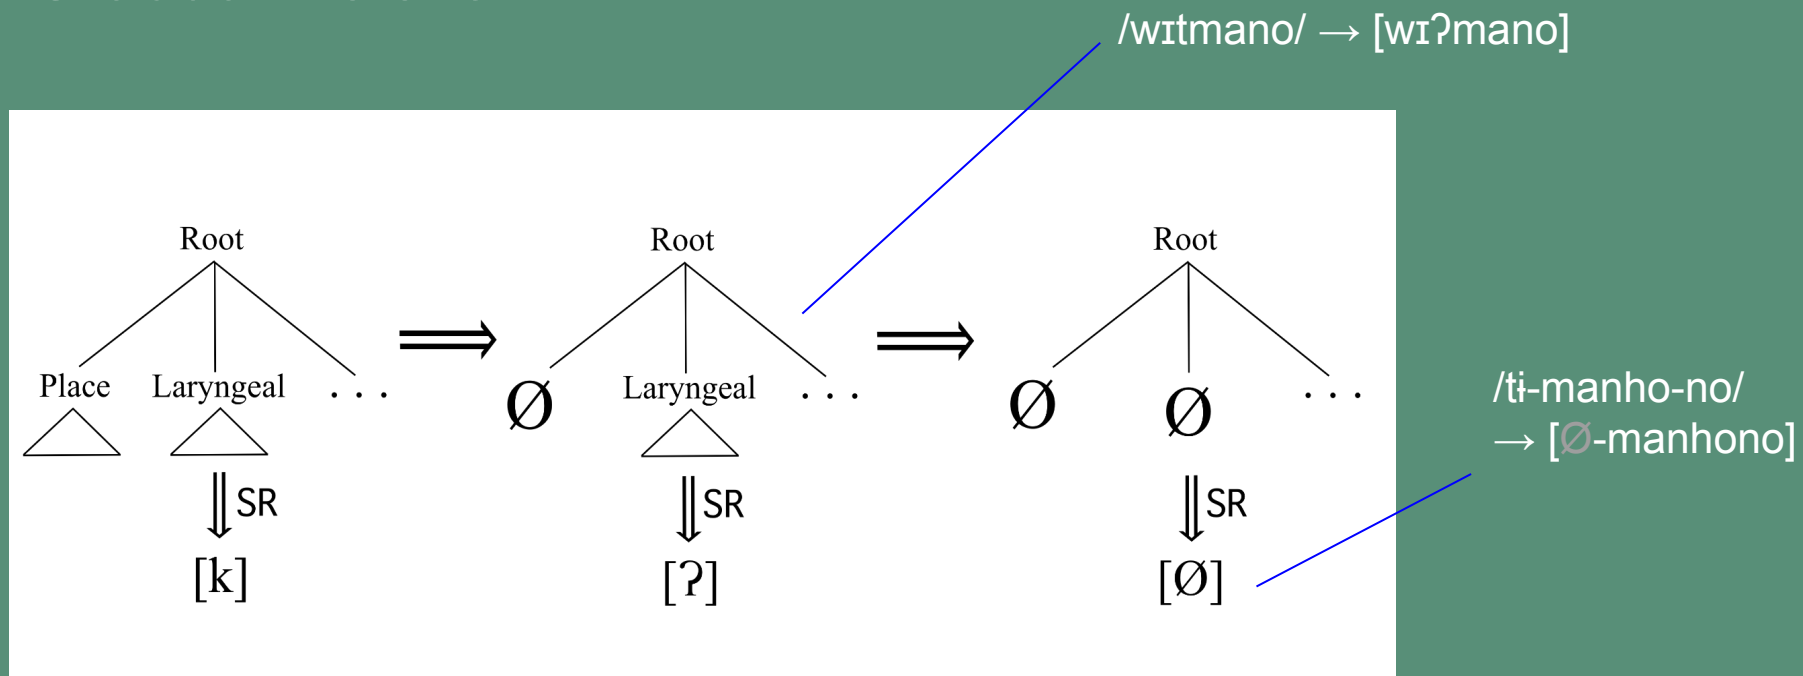 /wɪtmano/ → [wɪʔmano]
Root Root Root
Place Laryngeal . . . ⟹ Ø Laryngeal . . . ⟹ Ø Ø . . .
/tɨ-manho-no/
→ [Ø-manhono]
SR SR SR
[k] [ʔ] [Ø]